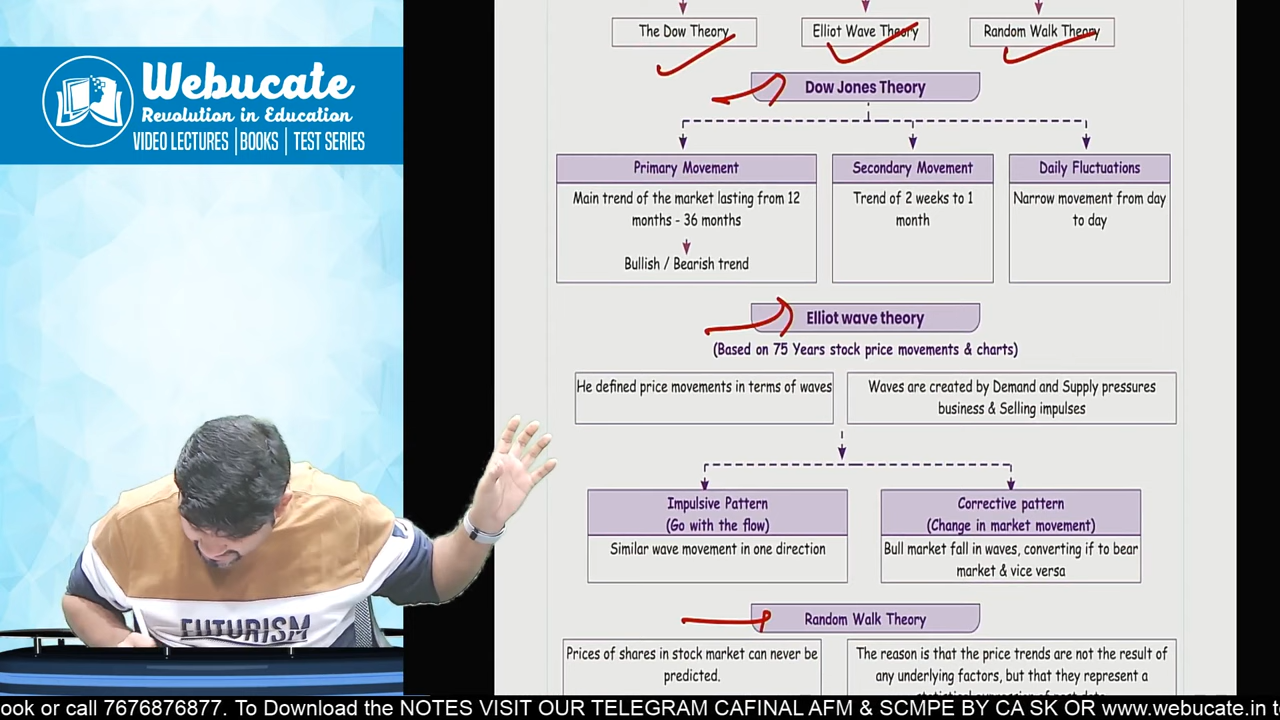 Webucate
Revolution in Education
VIDEO LECTURES | BOOKS | TEST SERIES
FUTURISM
The Dow Theory
Elliot Wave Theory
Random Walk Theory
Dow Jones Theory
Primary Movement
Main trend of the market lasting from 12
months - 36 months
Bullish / Bearish trend
Secondary Movement
Trend of 2 weeks to 1
month
Daily Fluctuations
Narrow movement from day
to day
Elliot wave theory
(Based on 75 Years stock price movements & charts)
He defined price movements in terms of waves
Waves are created by Demand and Supply pressures
business & Selling impulses
Impulsive Pattern
(Go with the flow)
Similar wave movement in one direction
Corrective pattern
(Change in market movement)
Bull market fall in waves, converting if to bear
market & vice versa
Random Walk Theory
Prices of shares in stock market can never be
predicted.
The reason is that the price trends are not the result of
any underlying factors, but that they represent a
ook or call 7676876877. To Download the NOTES VISIT OUR TELEGRAM CAFINAL AFM & SCMPE BY CA SK OR www.webucate.in t